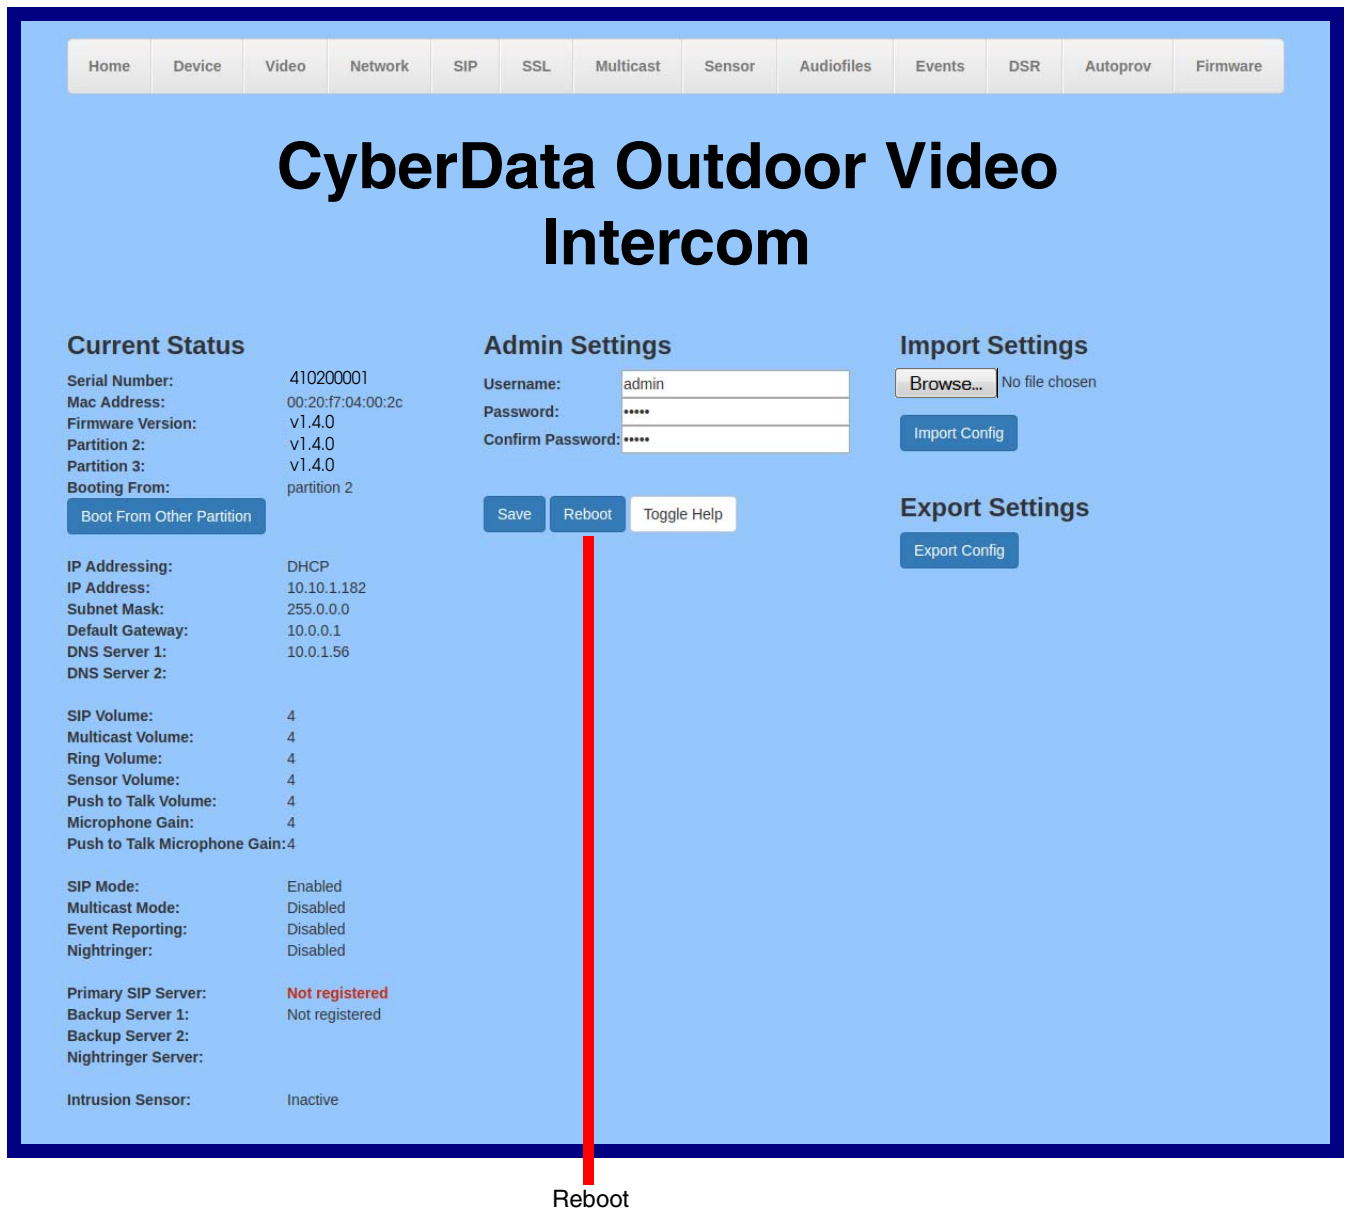 Home Device Video Network SIP SSL Multicast Sensor Audiofiles Events DSR Autoprov Firmware
CyberData Outdoor Video
Intercom
Current Status
Serial Number: 410200001
Mac Address: 00:20:f7:04:00:2c
Firmware Version: v1.4.0
Partition 2: v1.4.0
Partition 3: v1.4.0
Booting From: partition 2
Boot From Other Partition
IP Addressing: DHCP
IP Address: 10.10.1.182
Subnet Mask: 255.0.0.0
Default Gateway: 10.0.0.1
DNS Server 1: 10.0.1.56
DNS Server 2:
SIP Volume: 4
Multicast Volume: 4
Ring Volume: 4
Sensor Volume: 4
Push to Talk Volume: 4
Microphone Gain: 4
Push to Talk Microphone Gain: 4
SIP Mode: Enabled
Multicast Mode: Disabled
Event Reporting: Disabled
Nightringer: Disabled
Primary SIP Server: Not registered
Backup Server 1: Not registered
Backup Server 2:
Nightringer Server:
Intrusion Sensor: Inactive
Admin Settings
Username: admin
Password: •••••
Confirm Password: •••••
Save Reboot Toggle Help
Import Settings
Browse... No file chosen
Import Config
Export Settings
Export Config
Reboot